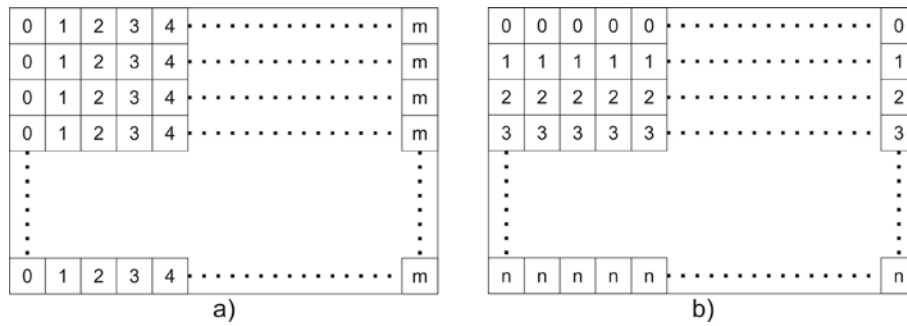 0 1 2 3 4 m
0 1 2 3 4 m
0 1 2 3 4 m
0 1 2 3 4 m
0 1 2 3 4 m
a)
0 0 0 0 0 0
1 1 1 1 1 1
2 2 2 2 2 2
3 3 3 3 3 3
n n n n n n
b)